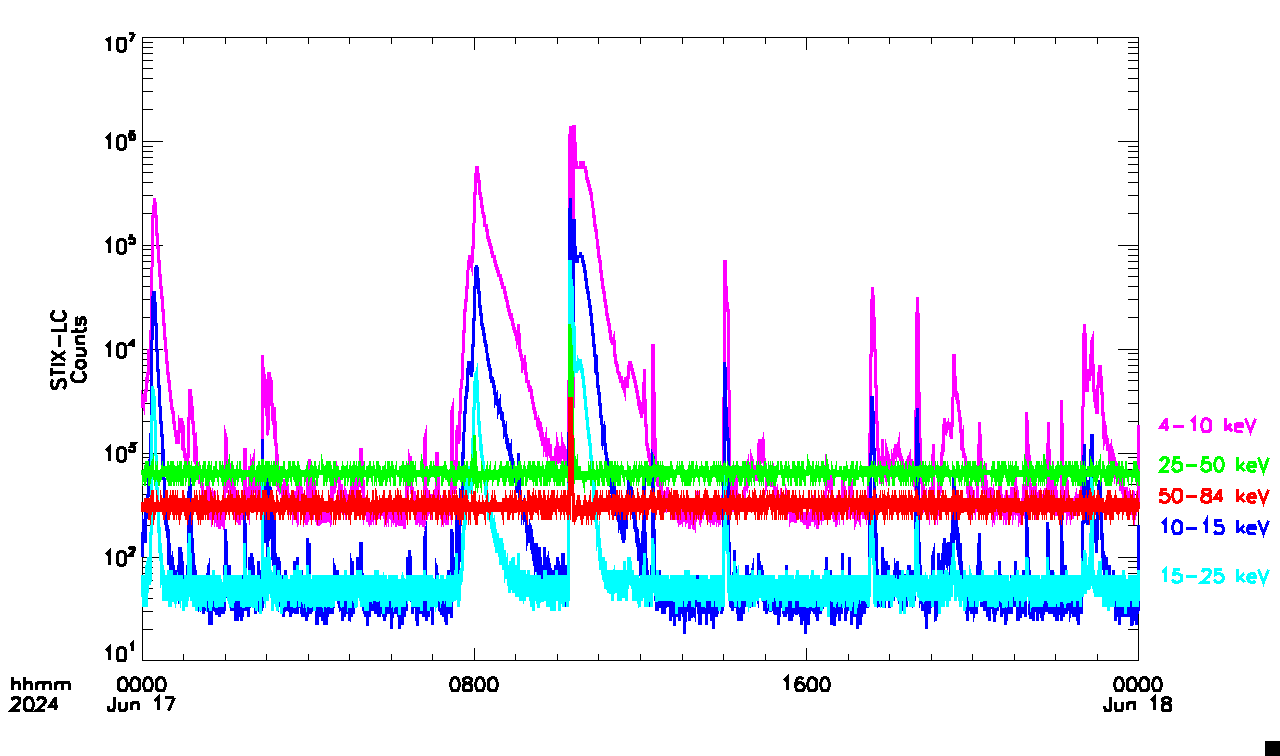 10⁷
10⁶
10⁵
10⁴
10³
10²
10¹
STIX-LC
Counts
4-10 keV
25-50 keV
50-84 keV
10-15 keV
15-25 keV
hhmm 0000 0800 1600 0000
2024 Jun 17 Jun 18